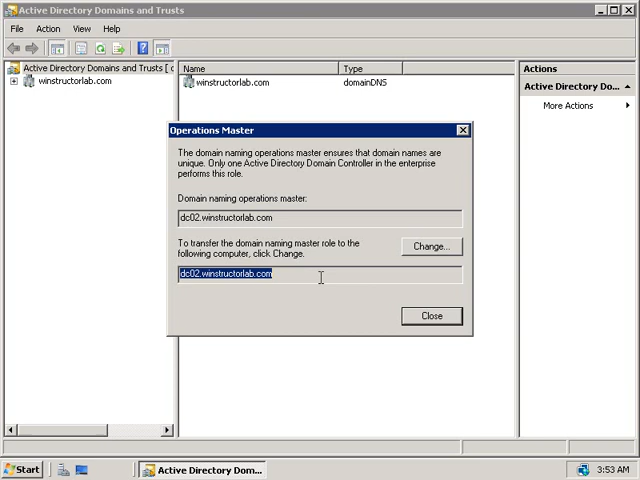 Active Directory Domains and Trusts
File Action View Help
Active Directory Domains and Trusts [ d
winstructorlab.com
Name Type
winstructorlab.com domainDNS
Actions
Active Directory Do...
More Actions
Operations Master
The domain naming operations master ensures that domain names are
unique. Only one Active Directory Domain Controller in the enterprise
performs this role.
Domain naming operations master:
dc02.winstructorlab.com
To transfer the domain naming master role to the
following computer, click Change.
Change...
dc02.winstructorlab.com
Close
Start
Active Directory Dom...
3:53 AM